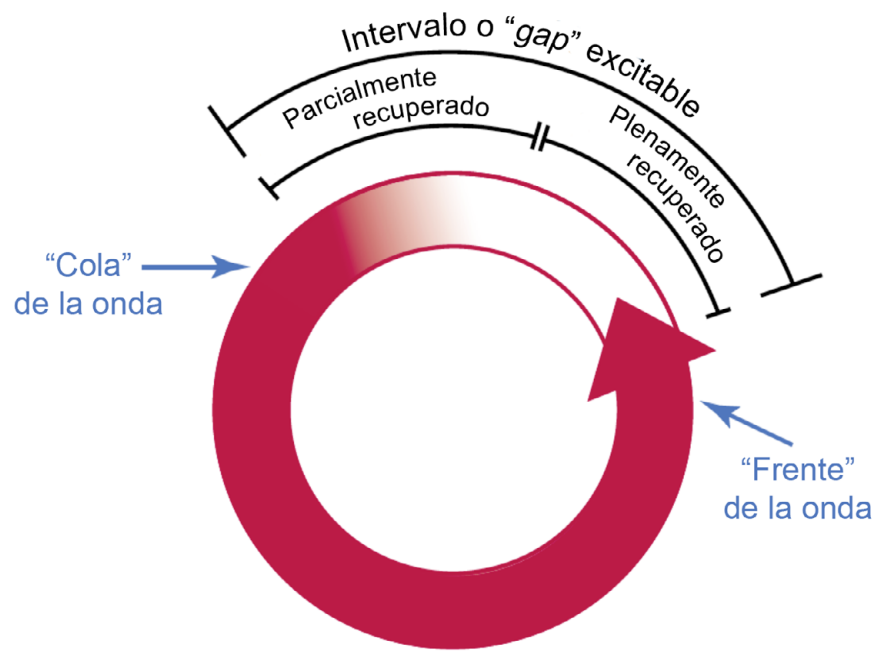 Intervalo o “gap” excitable
Parcialmente
recuperado
Plenamente
recuperado
“Cola”
de la onda
“Frente”
de la onda